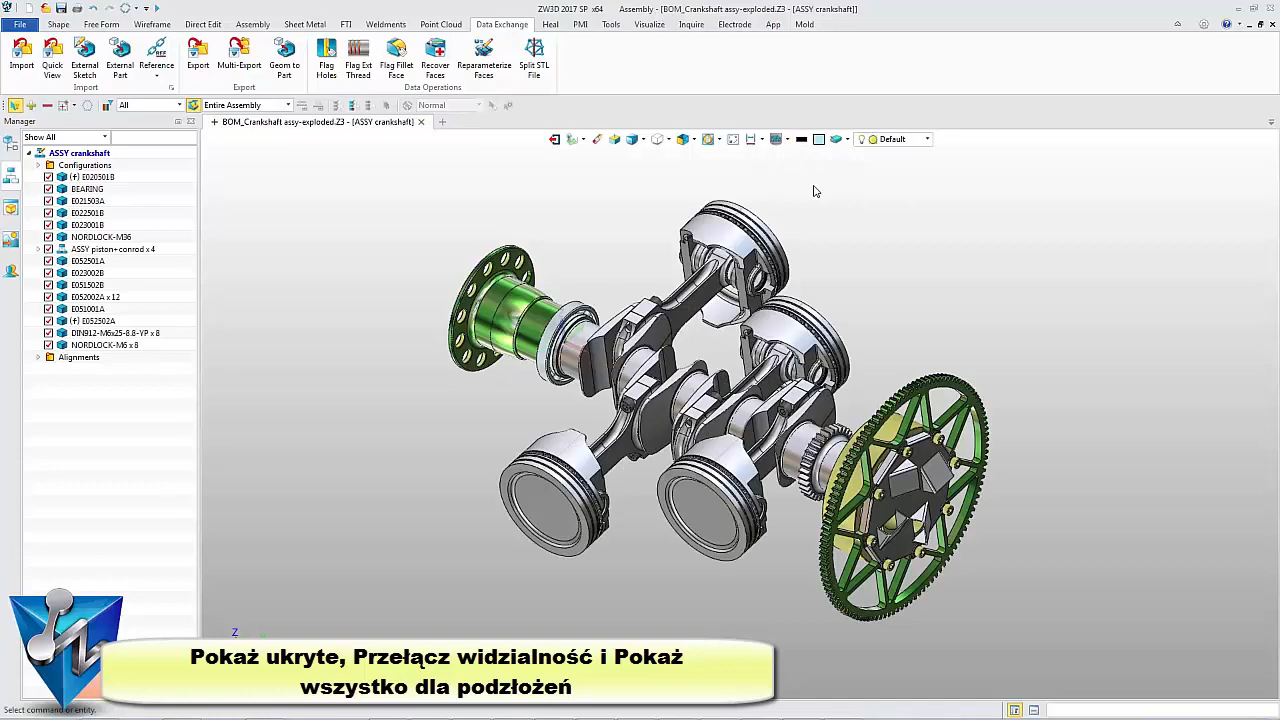 ZW3D 2017 SP x64 Assembly - [BOM_Crankshaft assy-exploded.Z3 - [ASSY crankshaft]]
File Shape Free Form Wireframe Direct Edit Assembly Sheet Metal FTI Weldments Point Cloud Data Exchange Heal PMI Tools Visualize Inquire Electrode App Mold
Import Quick View External Sketch External Part Reference Export Multi-Export Geom to Part Flag Holes Flag Ext Thread Flag Fillet Face Recover Faces Reparameterize Faces Split STL File
Import Export Data Operations
All Entire Assembly Normal
Manager BOM_Crankshaft assy-exploded.Z3 - [ASSY crankshaft]
Show All Default
ASSY crankshaft
Configurations
(f) E020501B
BEARING
E021503A
E022501B
E023001B
NORDLOCK-M36
ASSY piston+conrod x 4
E052501A
E023002B
E051502B
E052002A x 12
E051001A
(f) E052502A
DIN912-M6x25-8.8-YP x 8
NORDLOCK-M6 x 8
Alignments
Z
Pokaż ukryte, Przełącz widzialność i Pokaż
wszystko dla podzłożeń
Select command or entity.